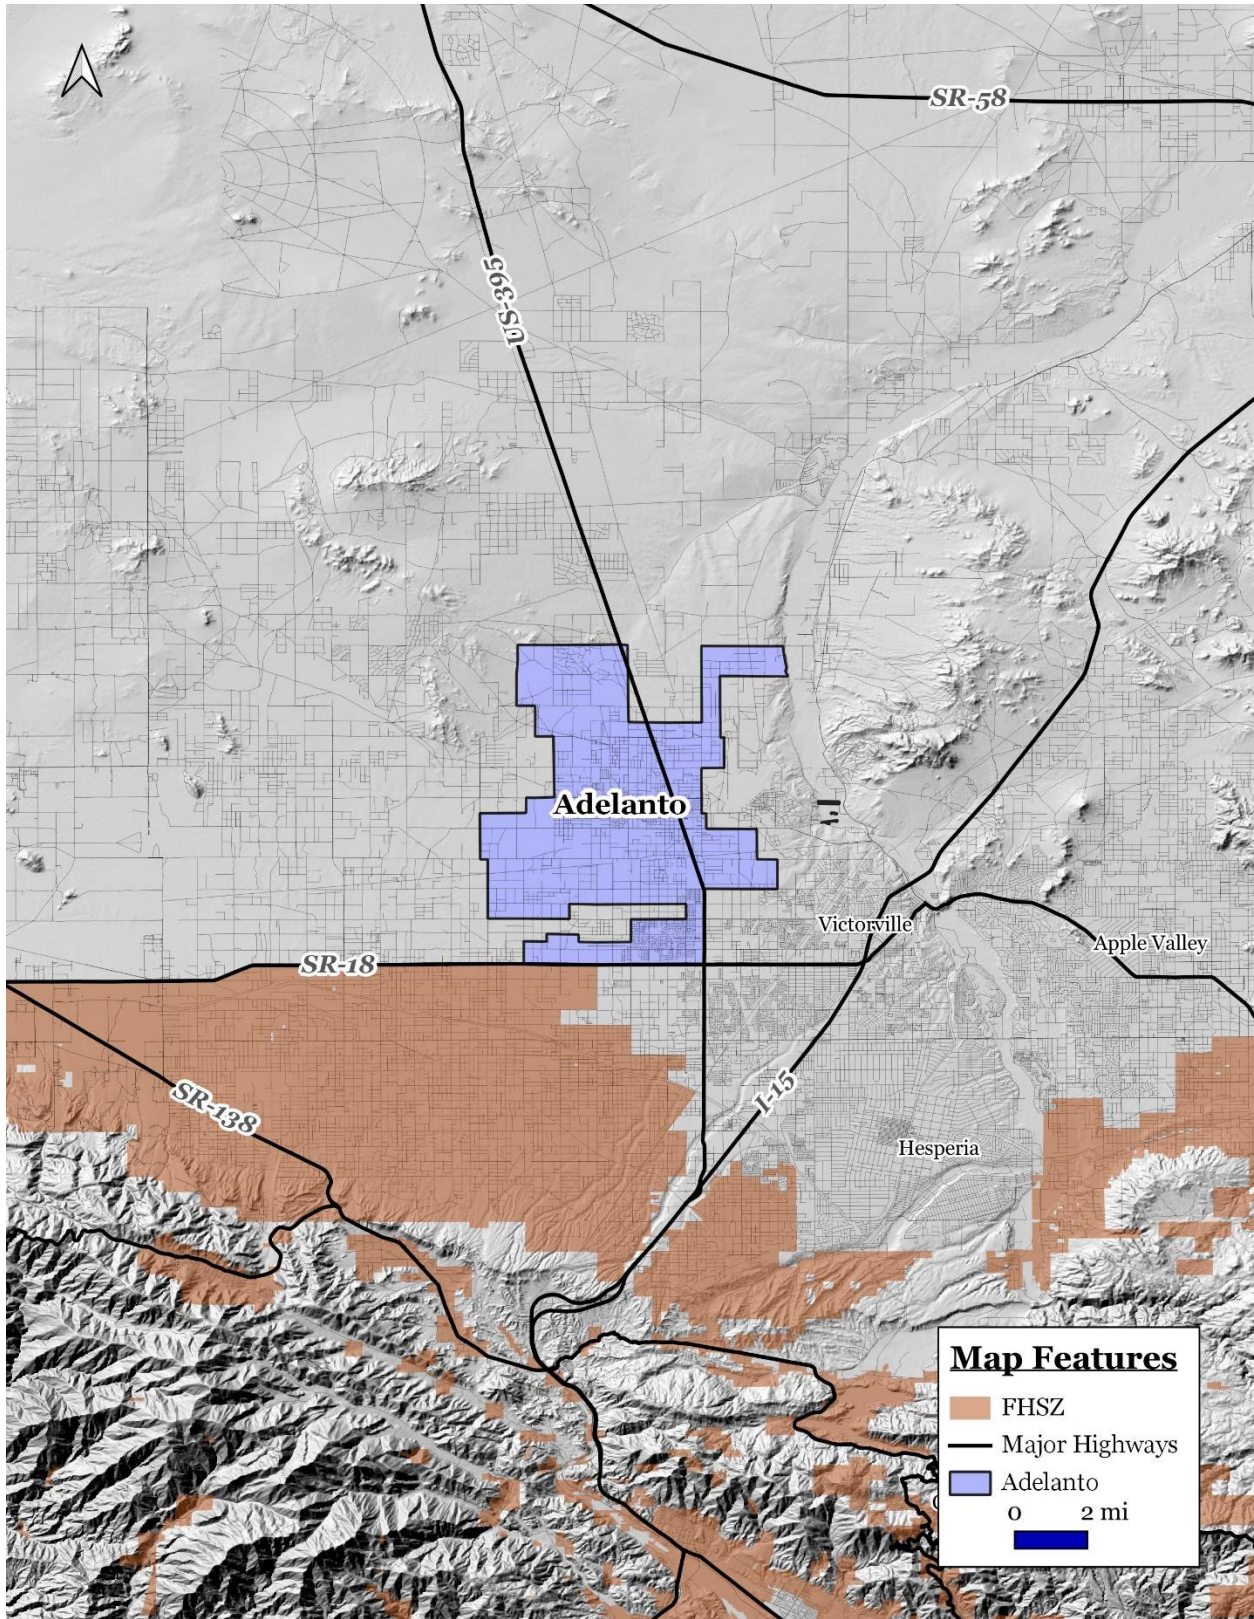 SR-58
US-395
Adelanto
Victorville
Apple Valley
SR-18
I-15
SR-138
Hesperia
Map Features
FHSZ
Major Highways
Adelanto
0 2 mi